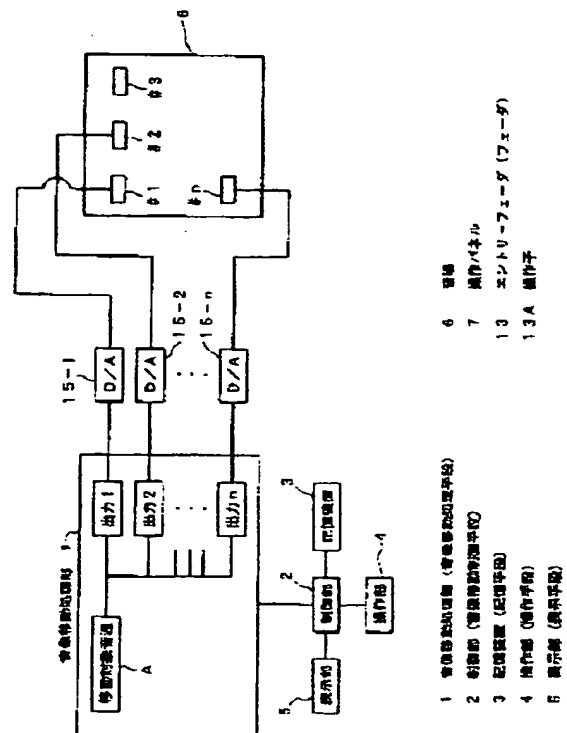 音像移動処理部 1
移動対象音源
A
出力1
出力2
出力n
15-1
D/A
15-2
D/A
15-n
D/A
#1
#2
#3
#n
6
3
記憶装置
2
制御部
操作部
4
表示部
5
1 音像移動処理部 (音像移動処理手段)
2 制御部 (音像移動制御手段)
3 記憶装置 (記憶手段)
4 操作部 (操作手段)
5 表示部 (表示手段)
6 音場
7 操作パネル
13 エントリーフェーダ (フェーダ)
13A 操作子